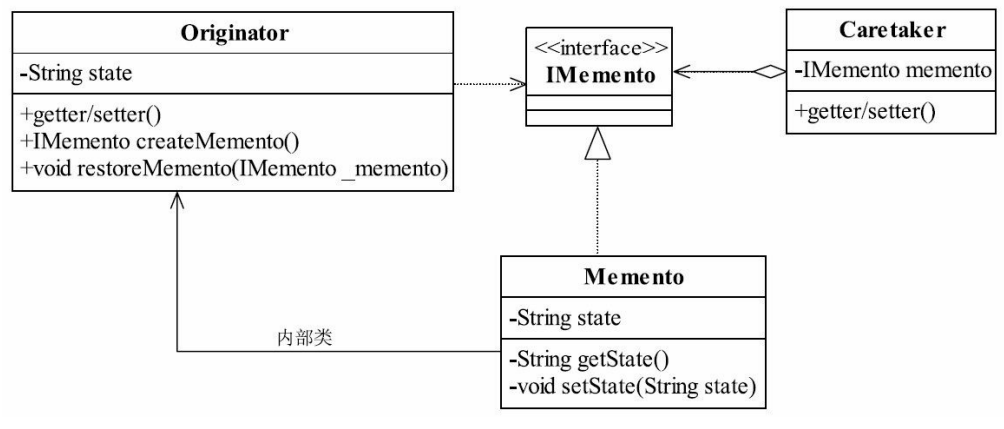 Originator
-String state
+getter/setter()
+IMemento createMemento()
+void restoreMemento(IMemento _memento)
<<interface>>
IMemento
Caretaker
-IMemento memento
+getter/setter()
Memento
-String state
-String getState()
-void setState(String state)
内部类